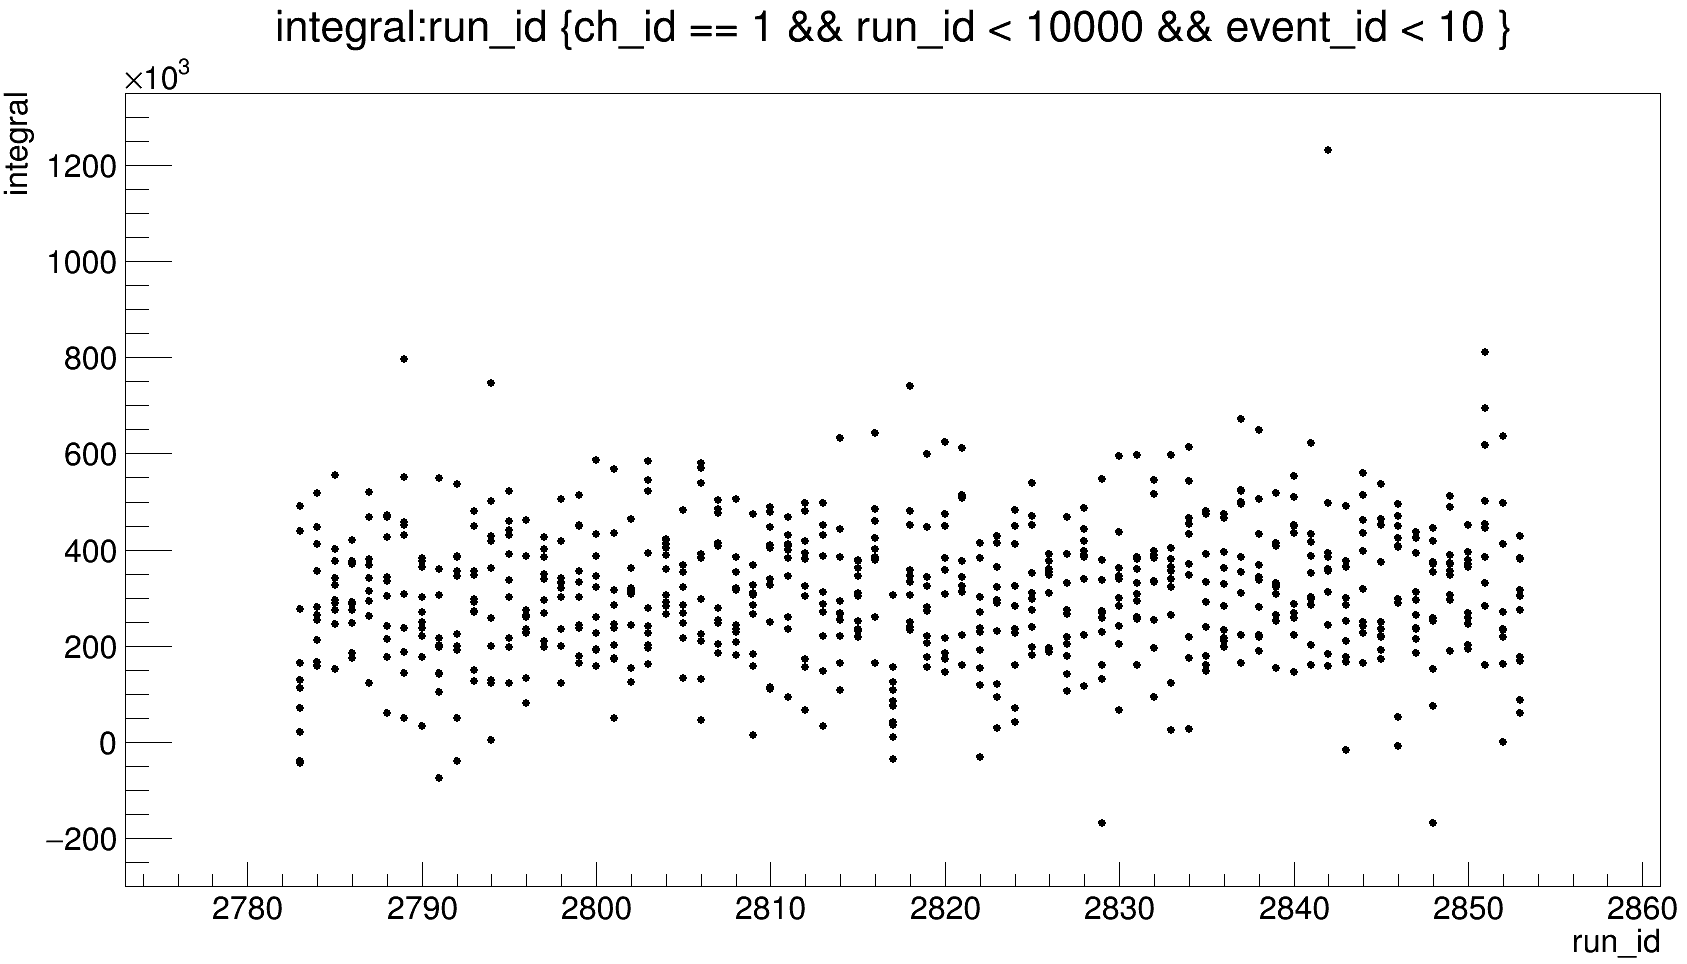 integral:run_id {ch_id == 1 && run_id < 10000 && event_id < 10 }
×10³
integral
1200
1000
800
600
400
200
0
−200
2780 2790 2800 2810 2820 2830 2840 2850 2860
run_id